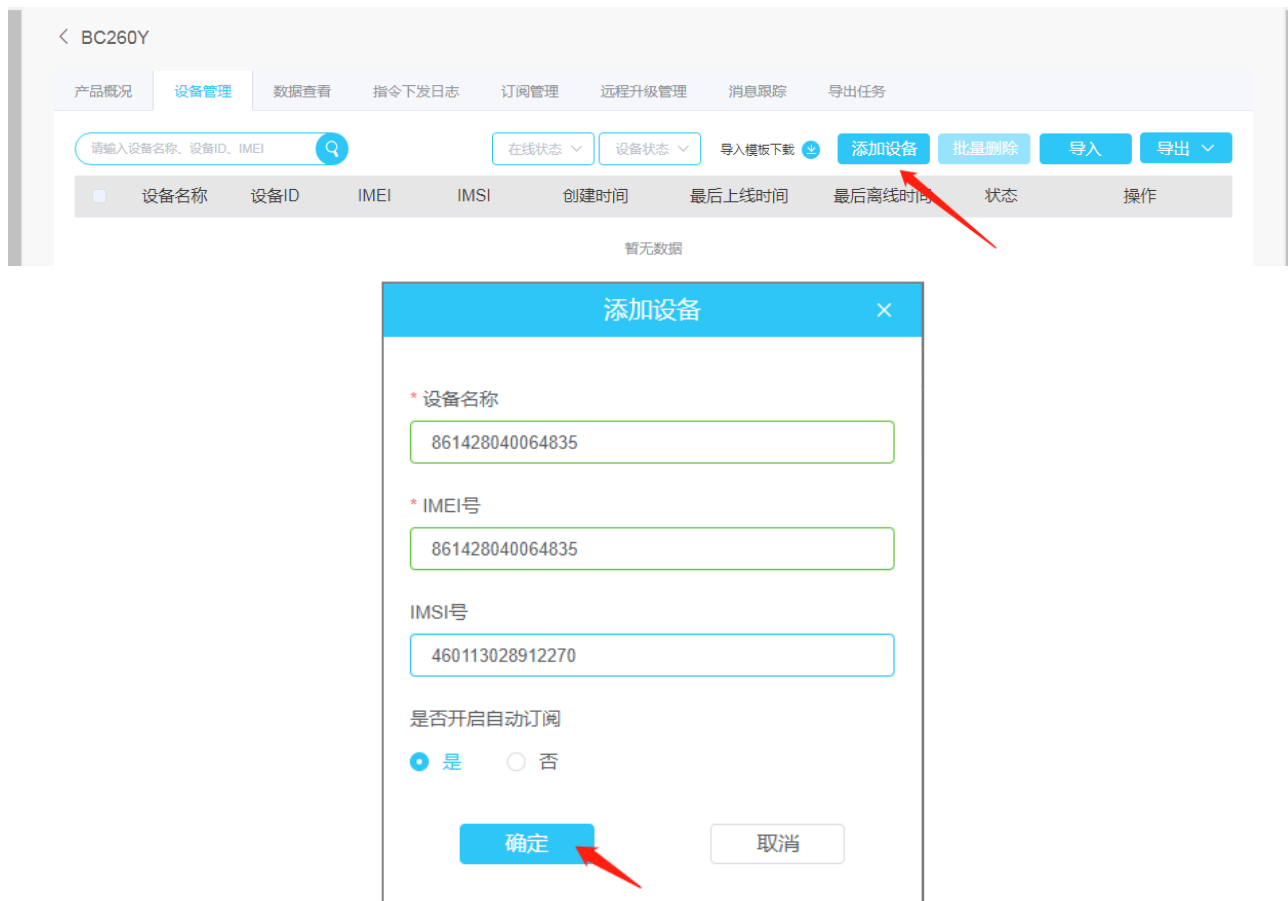 BC260Y
产品概况 设备管理 数据查看 指令下发日志 订阅管理 远程升级管理 消息跟踪 导出任务
请输入设备名称、设备ID、IMEI 在线状态 设备状态 导入模板下载 添加设备 批量删除 导入 导出
设备名称 设备ID IMEI IMSI 创建时间 最后上线时间 最后离线时间 状态 操作
暂无数据
添加设备
* 设备名称
861428040064835
* IMEI号
861428040064835
IMSI号
460113028912270
是否开启自动订阅
是 否
确定 取消